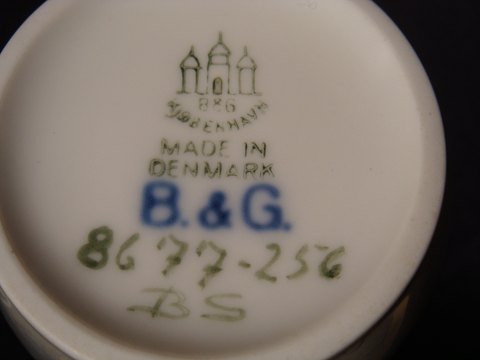 B&G
KJØBENHAVN
MADE IN
DENMARK
B. & G.
8677-256
BS